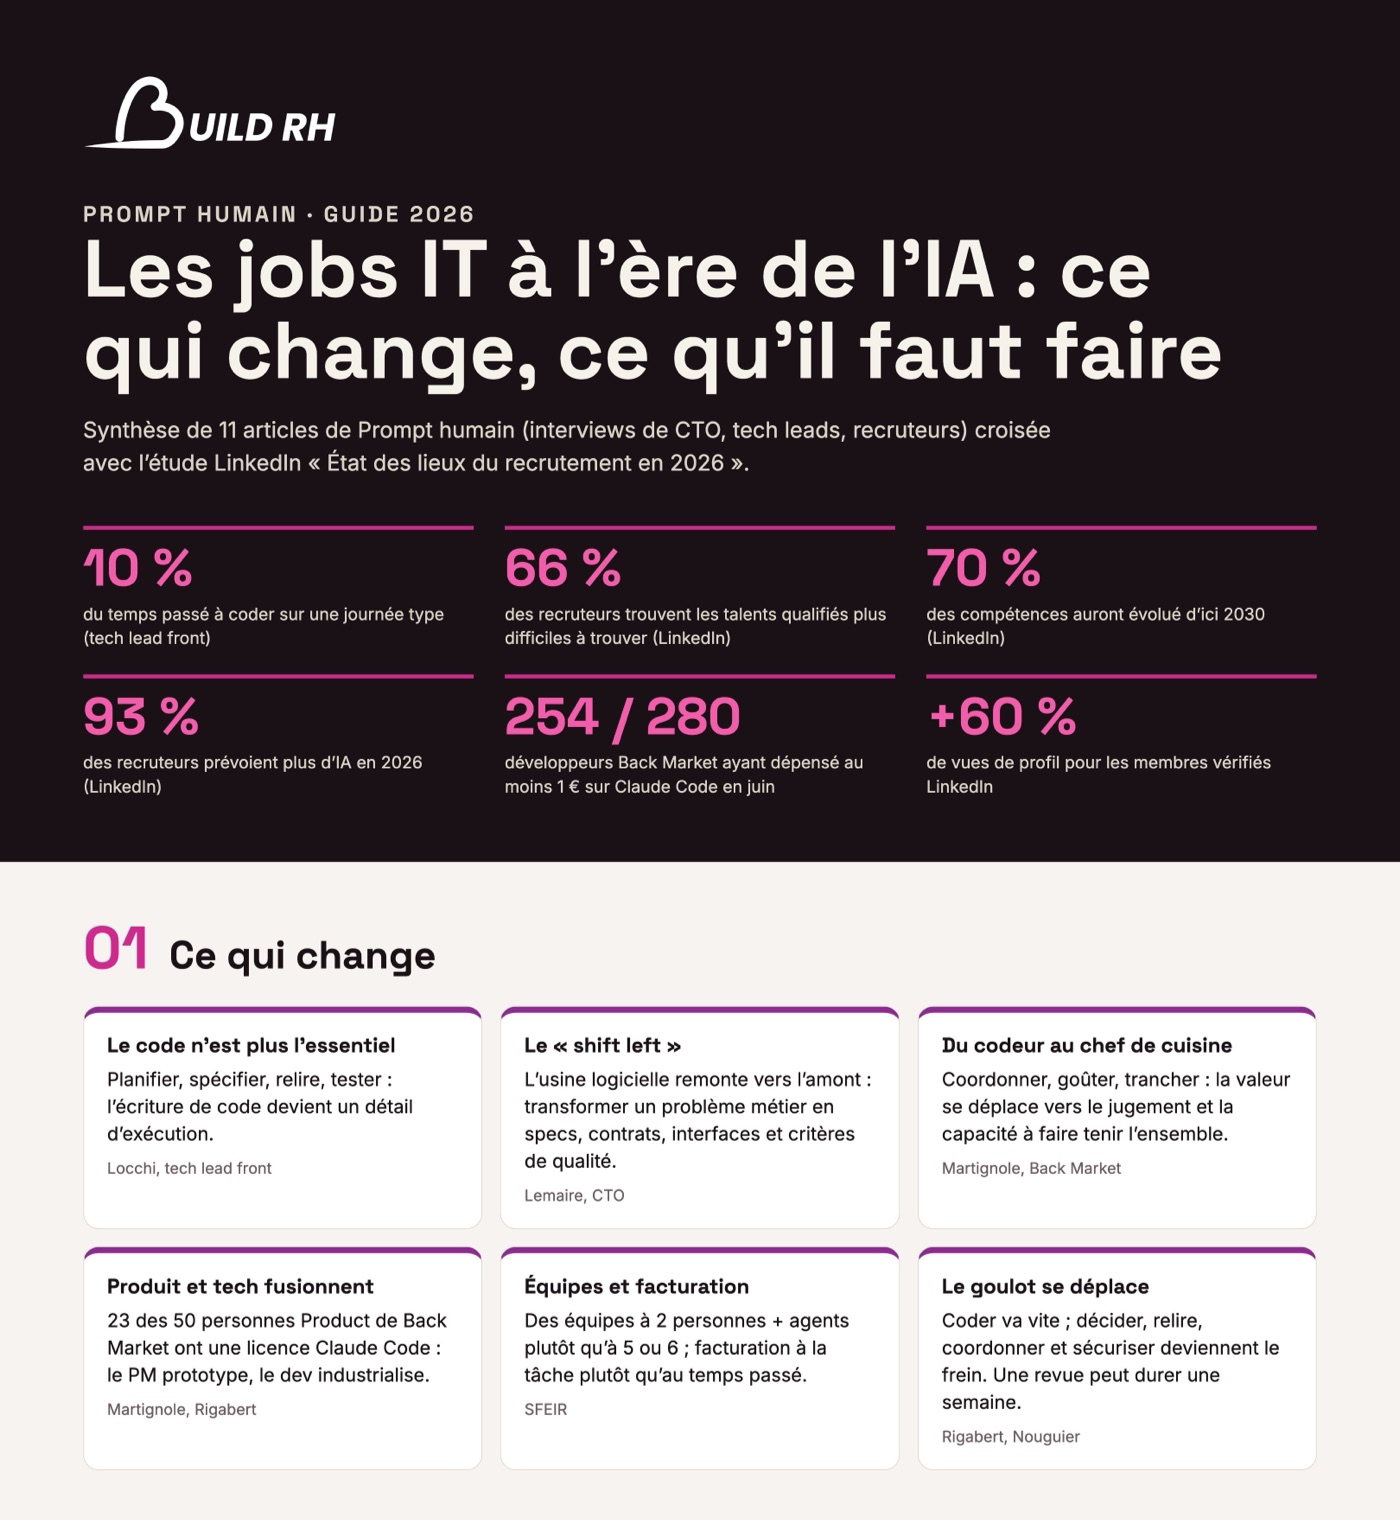 BUILD RH
PROMPT HUMAIN · GUIDE 2026
Les jobs IT à l’ère de l’IA : ce
qui change, ce qu’il faut faire
Synthèse de 11 articles de Prompt humain (interviews de CTO, tech leads, recruteurs) croisée
avec l’étude LinkedIn « État des lieux du recrutement en 2026 ».
10 %
du temps passé à coder sur une journée type
(tech lead front)
66 %
des recruteurs trouvent les talents qualifiés plus
difficiles à trouver (LinkedIn)
70 %
des compétences auront évolué d’ici 2030
(LinkedIn)
93 %
des recruteurs prévoient plus d’IA en 2026
(LinkedIn)
254 / 280
développeurs Back Market ayant dépensé au
moins 1 € sur Claude Code en juin
+60 %
de vues de profil pour les membres vérifiés
LinkedIn
01 Ce qui change
Le code n’est plus l’essentiel
Planifier, spécifier, relire, tester :
l’écriture de code devient un détail
d’exécution.
Locchi, tech lead front
Le « shift left »
L’usine logicielle remonte vers l’amont :
transformer un problème métier en
specs, contrats, interfaces et critères
de qualité.
Lemaire, CTO
Du codeur au chef de cuisine
Coordonner, goûter, trancher : la valeur
se déplace vers le jugement et la
capacité à faire tenir l’ensemble.
Martignole, Back Market
Produit et tech fusionnent
23 des 50 personnes Product de Back
Market ont une licence Claude Code :
le PM prototype, le dev industrialise.
Martignole, Rigabert
Équipes et facturation
Des équipes à 2 personnes + agents
plutôt qu’à 5 ou 6 ; facturation à la
tâche plutôt qu’au temps passé.
SFEIR
Le goulot se déplace
Coder va vite ; décider, relire,
coordonner et sécuriser deviennent le
frein. Une revue peut durer une
semaine.
Rigabert, Nouguier